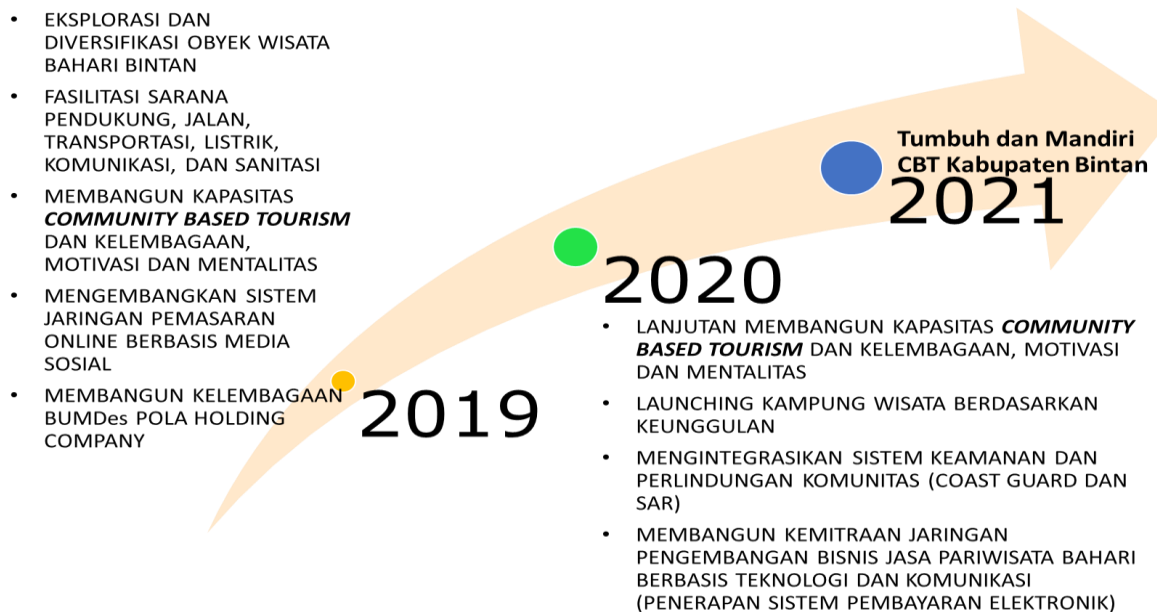 • EKSPLORASI DAN
DIVERSIFIKASI OBYEK WISATA
BAHARI BINTAN
• FASILITASI SARANA
PENDUKUNG, JALAN,
TRANSPORTASI, LISTRIK,
KOMUNIKASI, DAN SANITASI
• MEMBANGUN KAPASITAS
COMMUNITY BASED TOURISM
DAN KELEMBAGAAN,
MOTIVASI DAN MENTALITAS
• MENGEMBANGKAN SISTEM
JARINGAN PEMASARAN
ONLINE BERBASIS MEDIA
SOSIAL
• MEMBANGUN KELEMBAGAAN
BUMDes POLA HOLDING
COMPANY
2019
2020
• LANJUTAN MEMBANGUN KAPASITAS COMMUNITY
BASED TOURISM DAN KELEMBAGAAN, MOTIVASI
DAN MENTALITAS
• LAUNCHING KAMPUNG WISATA BERDASARKAN
KEUNGGULAN
• MENGINTEGRASIKAN SISTEM KEAMANAN DAN
PERLINDUNGAN KOMUNITAS (COAST GUARD DAN
SAR)
• MEMBANGUN KEMITRAAN JARINGAN
PENGEMBANGAN BISNIS JASA PARIWISATA BAHARI
BERBASIS TEKNOLOGI DAN KOMUNIKASI
(PENERAPAN SISTEM PEMBAYARAN ELEKTRONIK)
Tumbuh dan Mandiri
CBT Kabupaten Bintan
2021